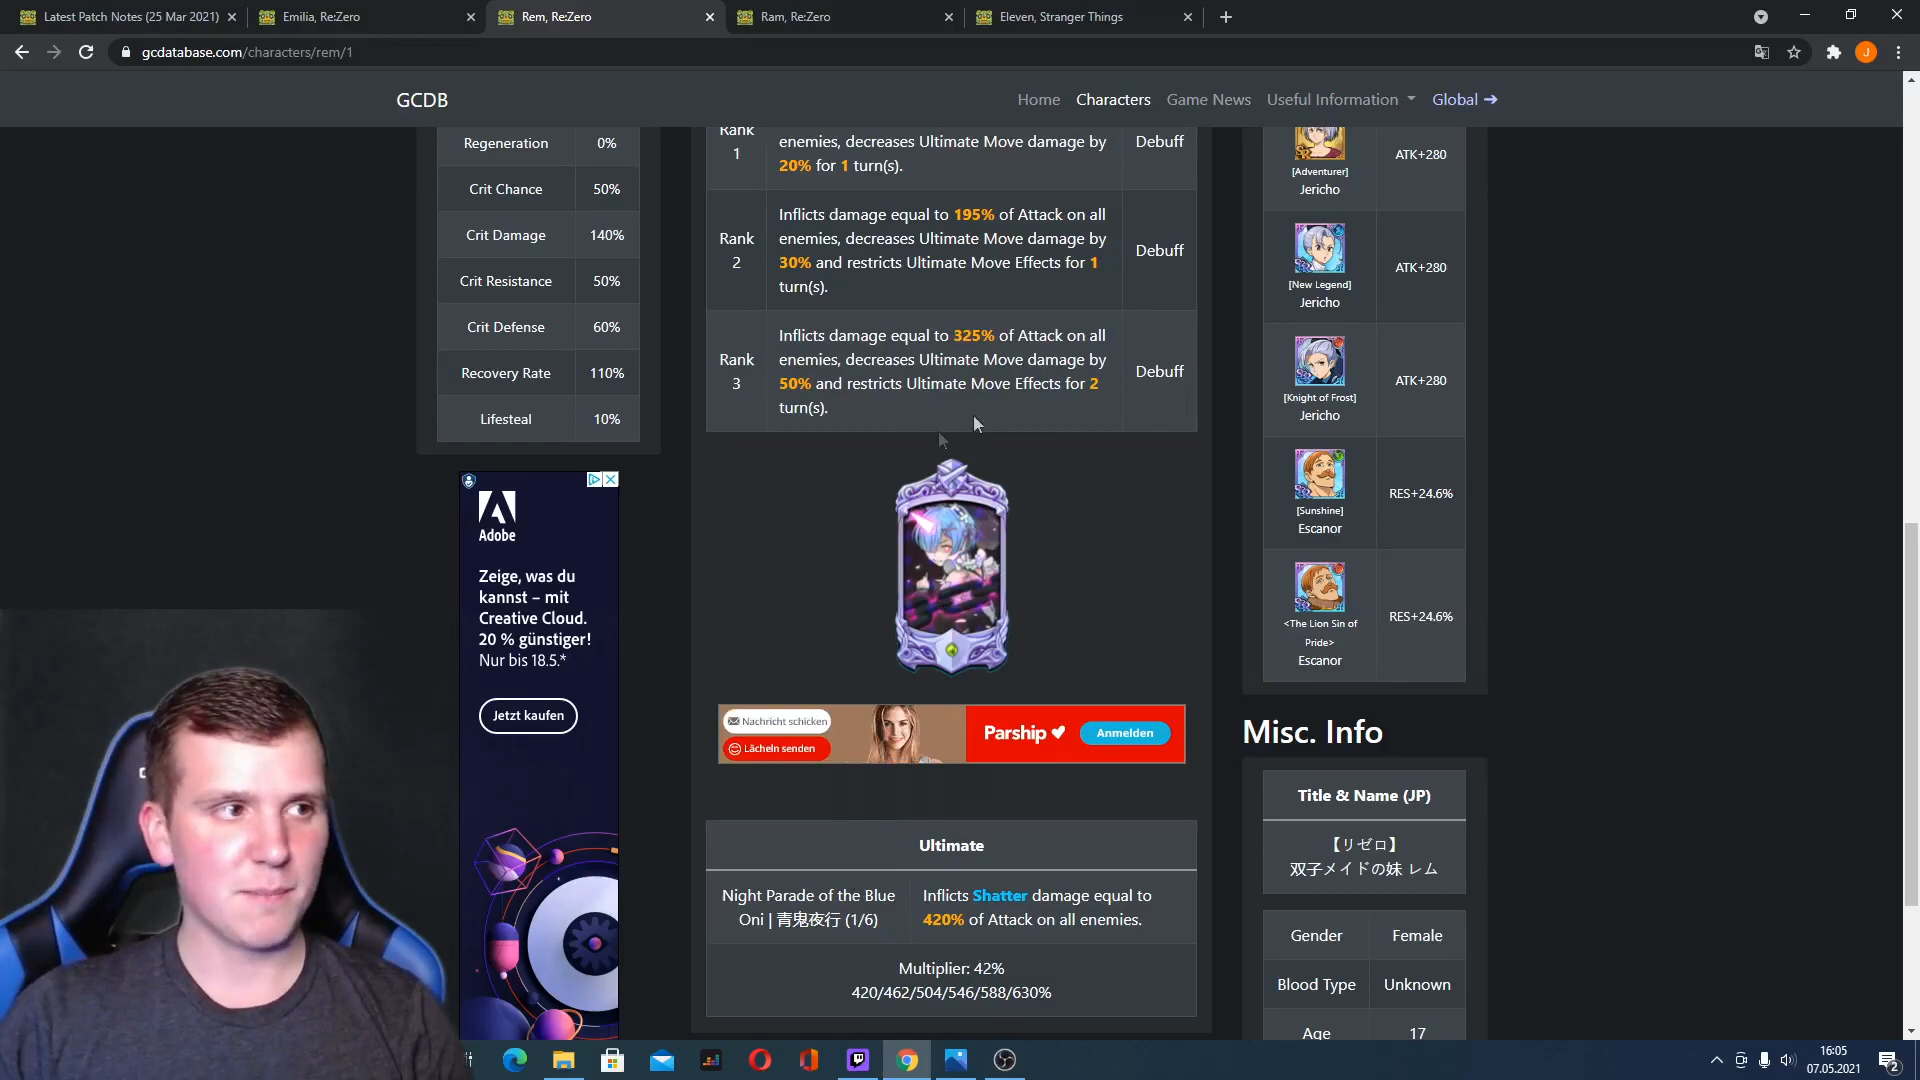 Latest Patch Notes (25 Mar 2021)
Emilia, Re:Zero
Rem, Re:Zero
Ram, Re:Zero
Eleven, Stranger Things
gcdatabase.com/characters/rem/1
J
GCDB
Home
Characters
Game News
Useful Information
Global
Regeneration 0%
Crit Chance 50%
Crit Damage 140%
Crit Resistance 50%
Crit Defense 60%
Recovery Rate 110%
Lifesteal 10%
Rank
1
enemies, decreases Ultimate Move damage by
20% for 1 turn(s).
Debuff
Rank
2
Inflicts damage equal to 195% of Attack on all
enemies, decreases Ultimate Move damage by
30% and restricts Ultimate Move Effects for 1
turn(s).
Debuff
Rank
3
Inflicts damage equal to 325% of Attack on all
enemies, decreases Ultimate Move damage by
50% and restricts Ultimate Move Effects for 2
turn(s).
Debuff
Adobe
Zeige, was du
kannst – mit
Creative Cloud.
20 % günstiger!
Nur bis 18.5.*
Jetzt kaufen
Nachricht schicken
Lächeln senden
Parship
Anmelden
Ultimate
Night Parade of the Blue
Oni | 青鬼夜行 (1/6)
Inflicts Shatter damage equal to
420% of Attack on all enemies.
Multiplier: 42%
420/462/504/546/588/630%
[Adventurer]
Jericho
ATK+280
[New Legend]
Jericho
ATK+280
[Knight of Frost]
Jericho
ATK+280
[Sunshine]
Escanor
RES+24.6%
<The Lion Sin of
Pride>
Escanor
RES+24.6%
Misc. Info
Title & Name (JP)
【リゼロ】
双子メイドの妹 レム
Gender Female
Blood Type Unknown
Age 17
16:05
07.05.2021
2